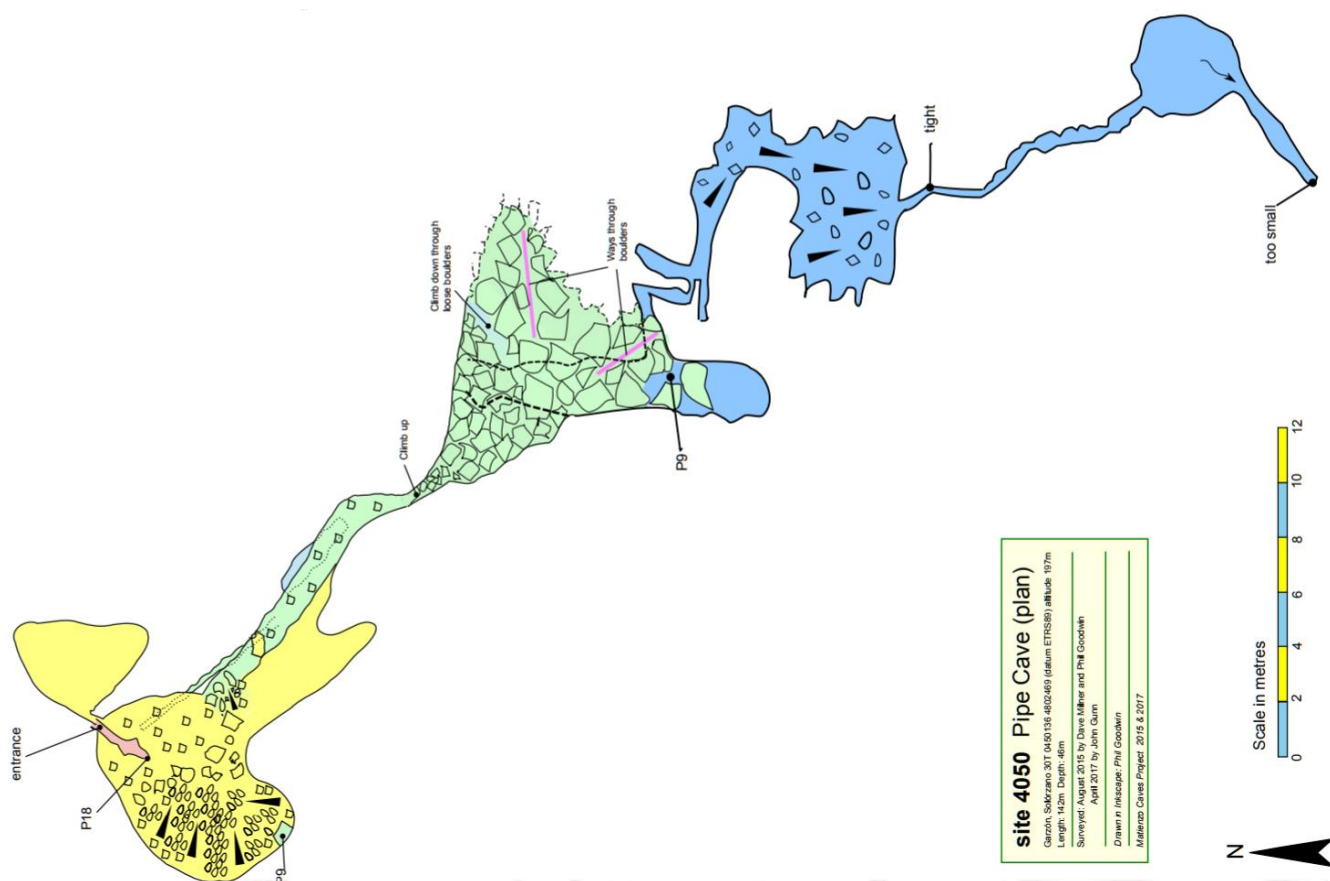 entrance
P18
P9
Climb up
Climb down through
loose boulders
Ways through
boulders
P9
tight
too small
site 4050 Pipe Cave (plan)
Garzón, Solórzano 30T 0450136 4802469 (datum ETRS89) altitude 197m
Length: 142m Depth: 46m
Surveyed: August 2015 by Dave Milner and Phil Goodwin
April 2017 by John Gunn
Drawn in Inkscape: Phil Goodwin
Matienzo Caves Project 2015 & 2017
Scale in metres
0 2 4 6 8 10 12
N